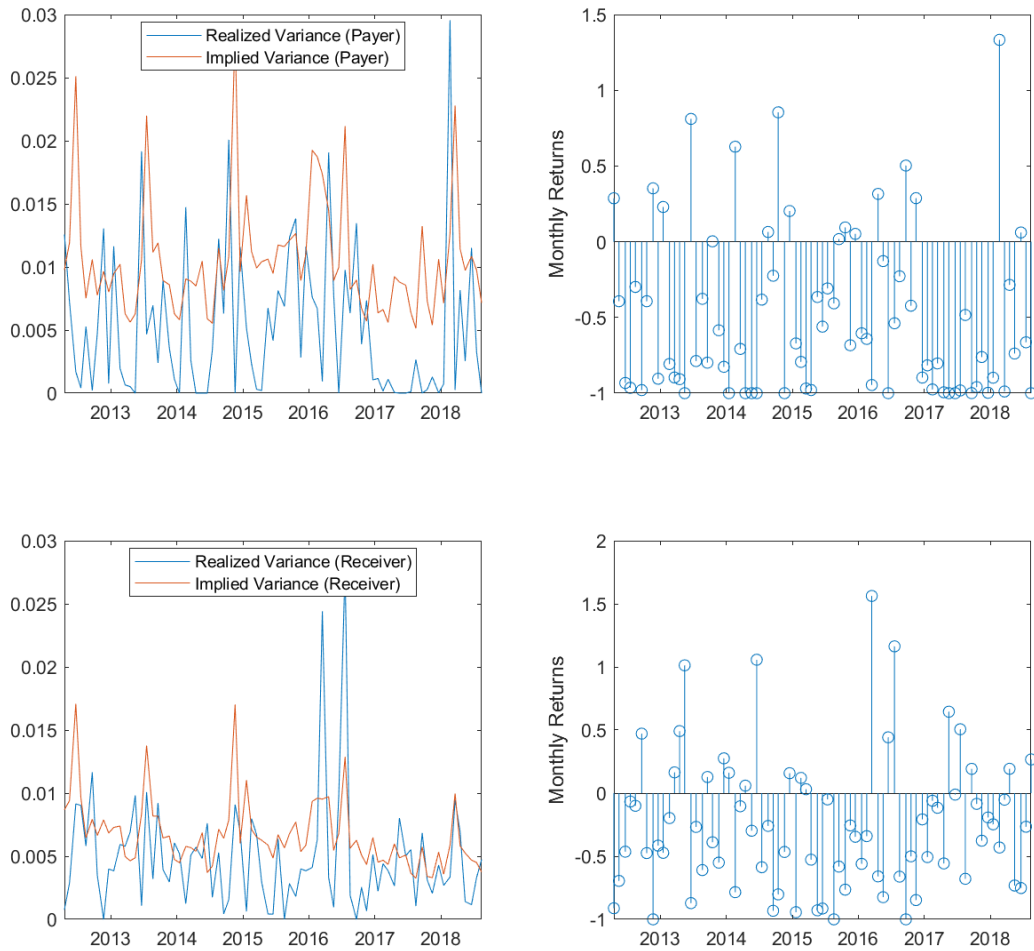 0.03
0.025
0.02
0.015
0.01
0.005
0
Realized Variance (Payer)
Implied Variance (Payer)
2013 2014 2015 2016 2017 2018
1.5
1
0.5
0
-0.5
-1
Monthly Returns
2013 2014 2015 2016 2017 2018
0.03
0.025
0.02
0.015
0.01
0.005
0
Realized Variance (Receiver)
Implied Variance (Receiver)
2013 2014 2015 2016 2017 2018
2
1.5
1
0.5
0
-0.5
-1
Monthly Returns
2013 2014 2015 2016 2017 2018